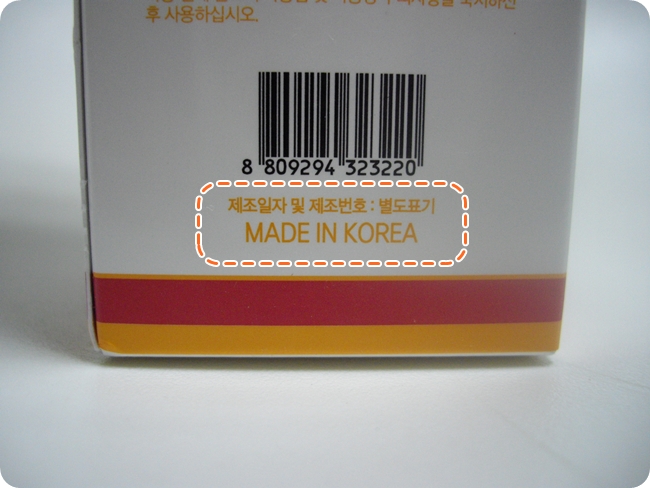 후 사용하십시오.
8 809294 323220
제조일자 및 제조번호 : 별도표기
MADE IN KOREA